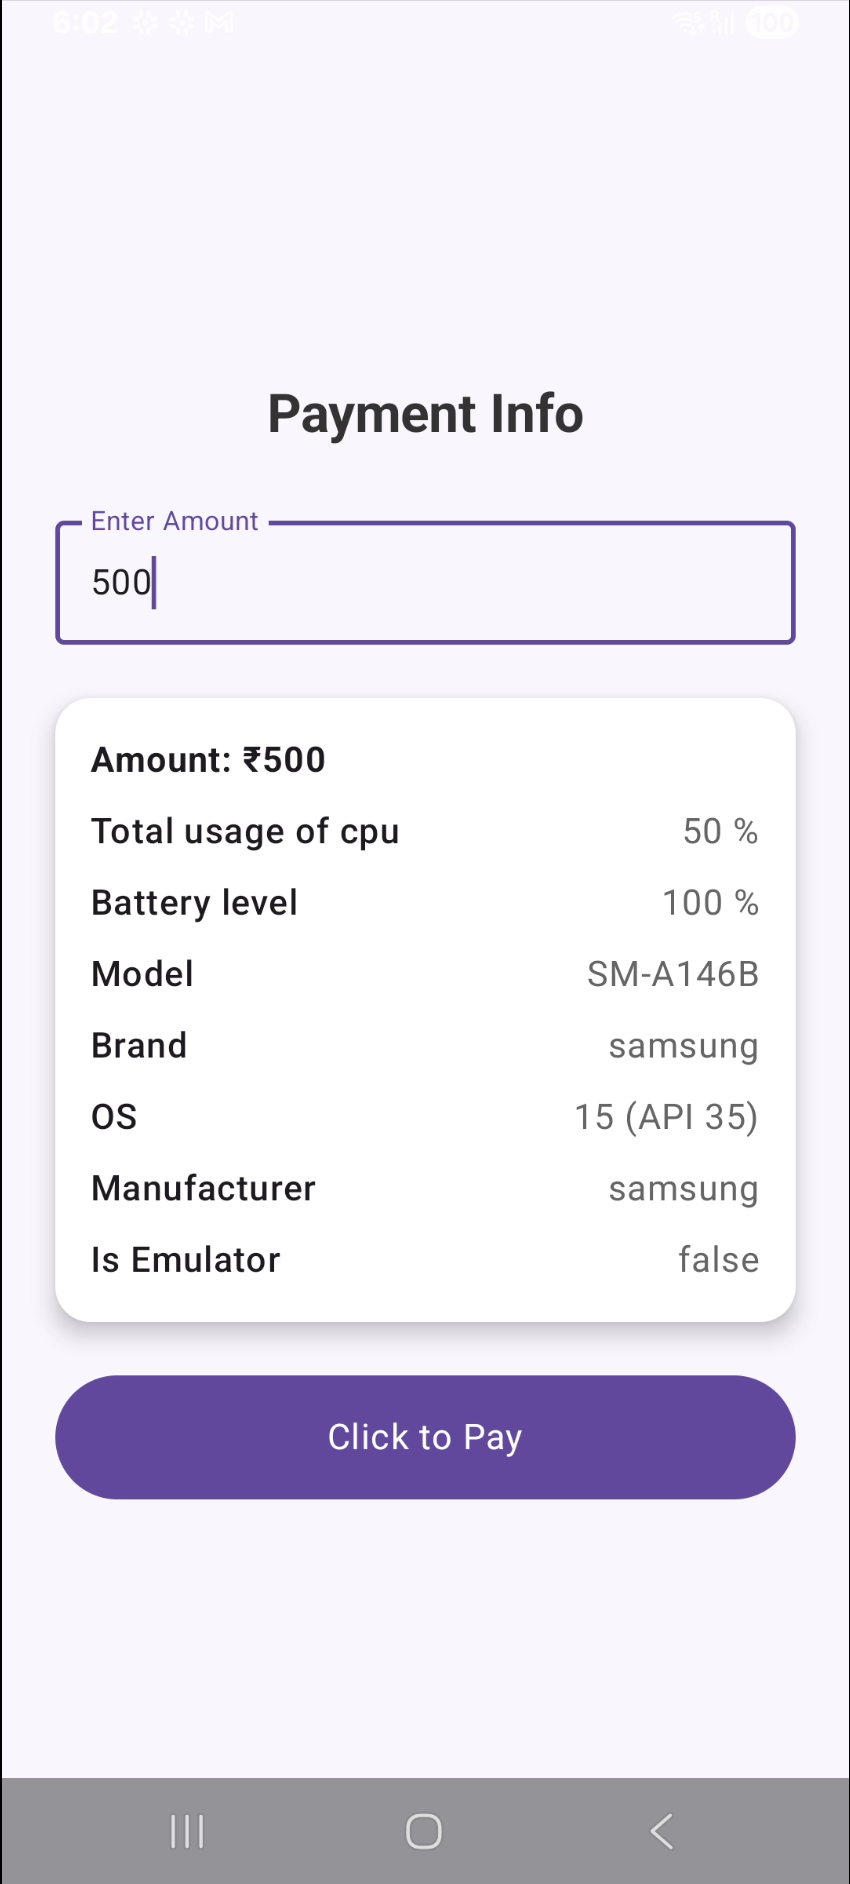 6:02
100
Payment Info
Enter Amount
500
Amount: ₹500
Total usage of cpu 50 %
Battery level 100 %
Model SM-A146B
Brand samsung
OS 15 (API 35)
Manufacturer samsung
Is Emulator false
Click to Pay